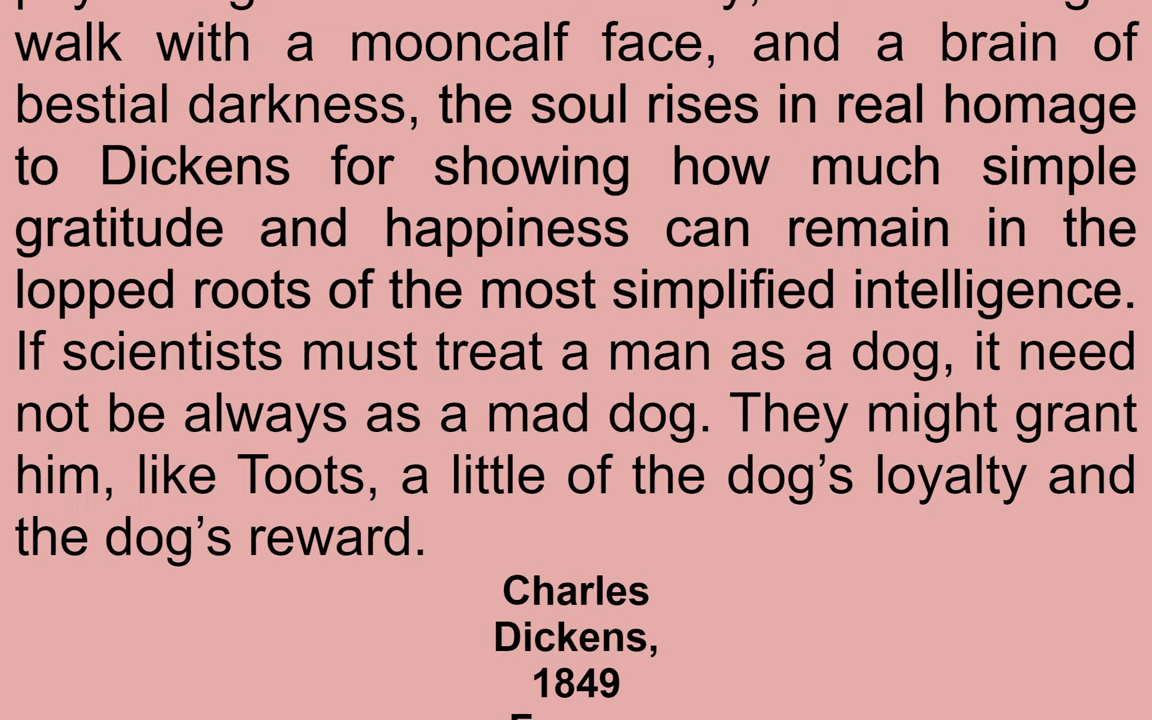 walk with a mooncalf face, and a brain of
bestial darkness, the soul rises in real homage
to Dickens for showing how much simple
gratitude and happiness can remain in the
lopped roots of the most simplified intelligence.
If scientists must treat a man as a dog, it need
not be always as a mad dog. They might grant
him, like Toots, a little of the dog’s loyalty and
the dog’s reward.
Charles
Dickens,
1849